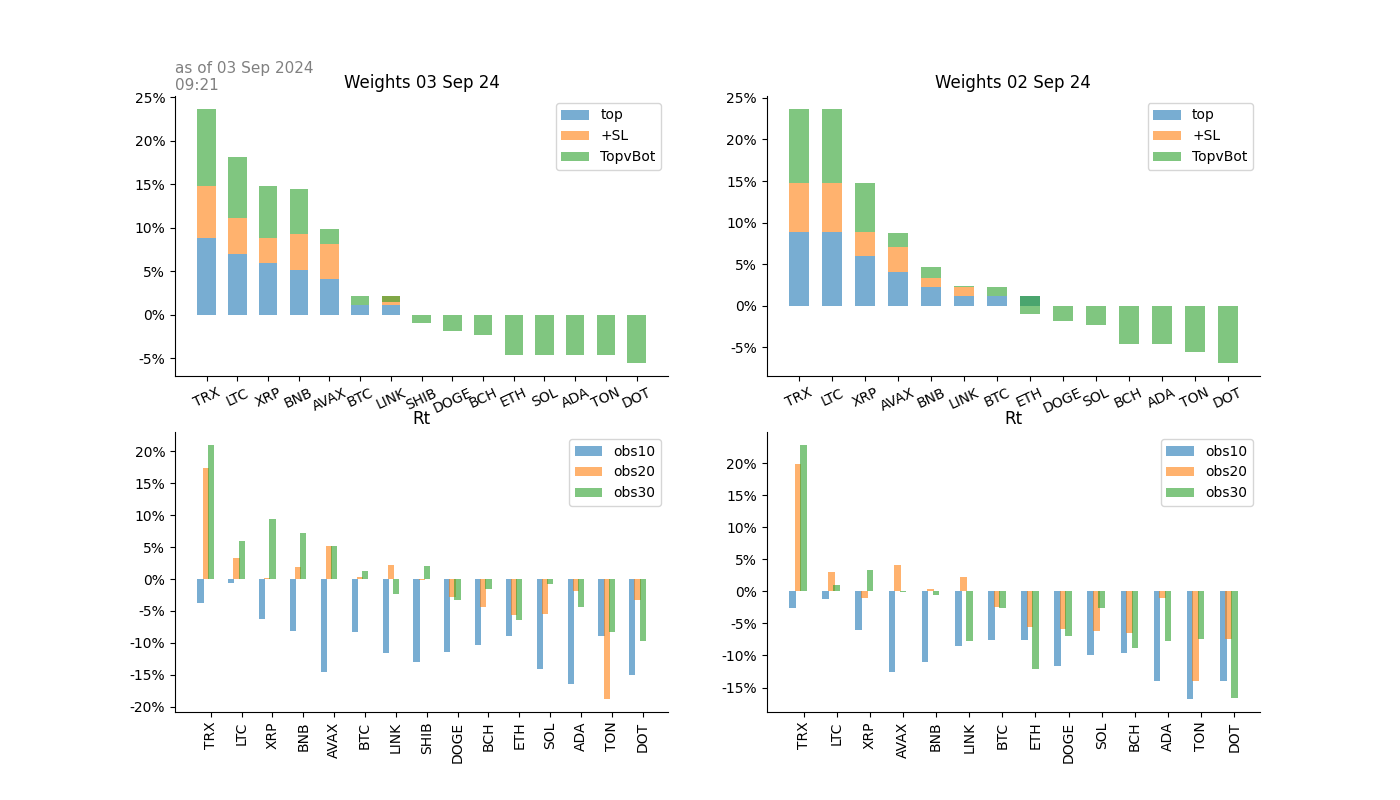 as of 03 Sep 2024
09:21
Weights 03 Sep 24
25%
20%
15%
10%
5%
0%
-5%
top
+SL
TopvBot
TRX LTC XRP BNB AVAX BTC LINK SHIB DOGE BCH ETH SOL ADA TON DOT
Weights 02 Sep 24
25%
20%
15%
10%
5%
0%
-5%
top
+SL
TopvBot
TRX LTC XRP AVAX BNB LINK BTC ETH DOGE SOL BCH ADA TON DOT
Rt
20%
15%
10%
5%
0%
-5%
-10%
-15%
-20%
obs10
obs20
obs30
TRX LTC XRP BNB AVAX BTC LINK SHIB DOGE BCH ETH SOL ADA TON DOT
Rt
20%
15%
10%
5%
0%
-5%
-10%
-15%
obs10
obs20
obs30
TRX LTC XRP AVAX BNB LINK BTC ETH DOGE SOL BCH ADA TON DOT